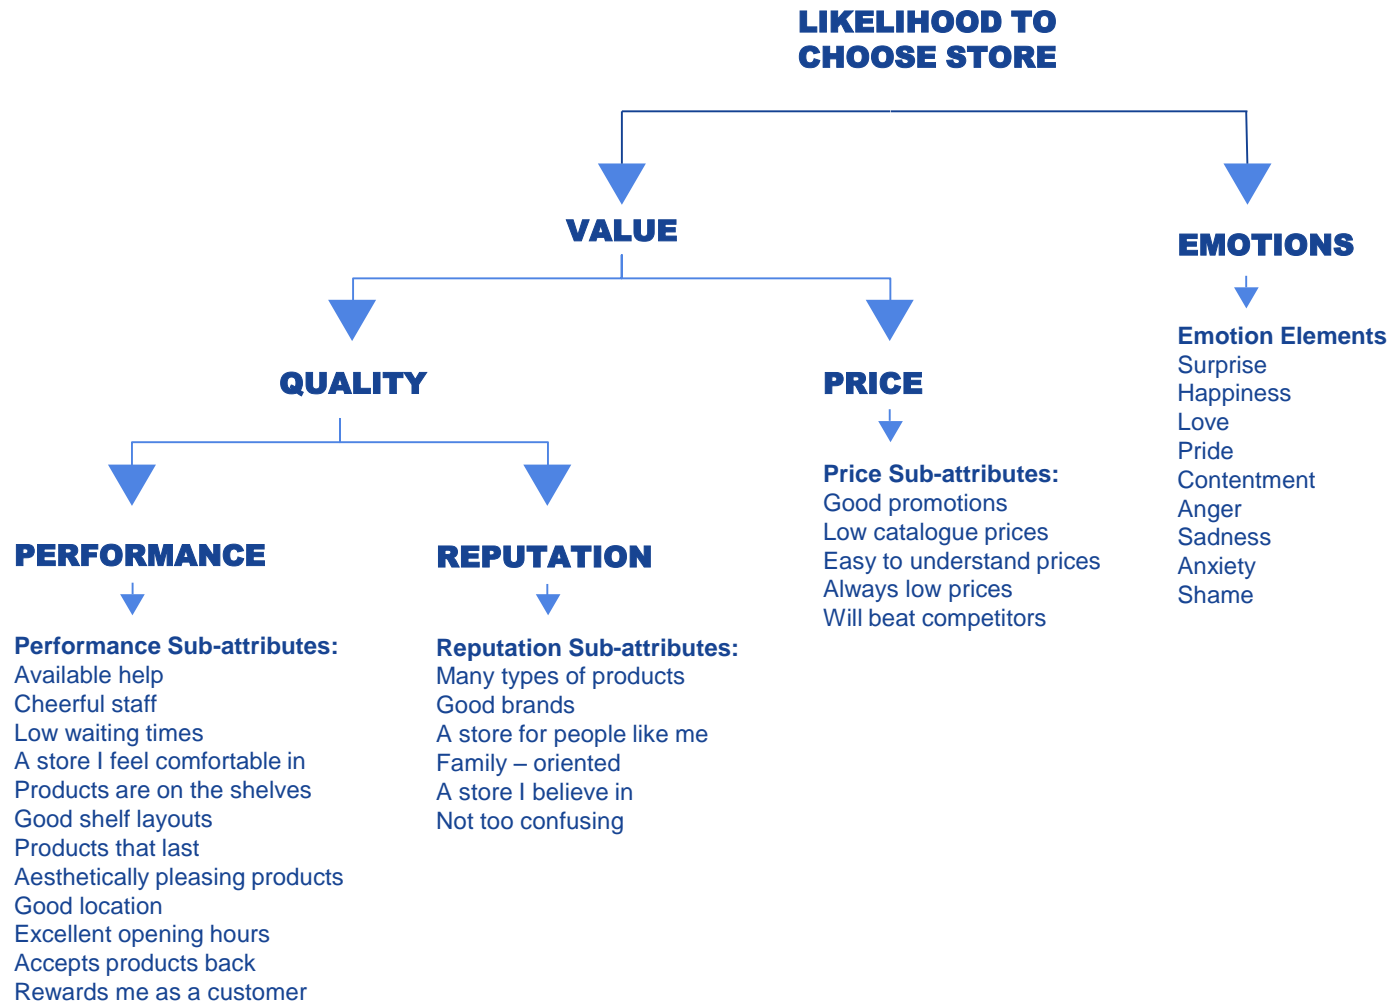 LIKELIHOOD TO
CHOOSE STORE
VALUE
EMOTIONS
Emotion Elements
Surprise
Happiness
Love
Pride
Contentment
Anger
Sadness
Anxiety
Shame
QUALITY
PRICE
Price Sub-attributes:
Good promotions
Low catalogue prices
Easy to understand prices
Always low prices
Will beat competitors
PERFORMANCE
Performance Sub-attributes:
Available help
Cheerful staff
Low waiting times
A store I feel comfortable in
Products are on the shelves
Good shelf layouts
Products that last
Aesthetically pleasing products
Good location
Excellent opening hours
Accepts products back
Rewards me as a customer
REPUTATION
Reputation Sub-attributes:
Many types of products
Good brands
A store for people like me
Family – oriented
A store I believe in
Not too confusing